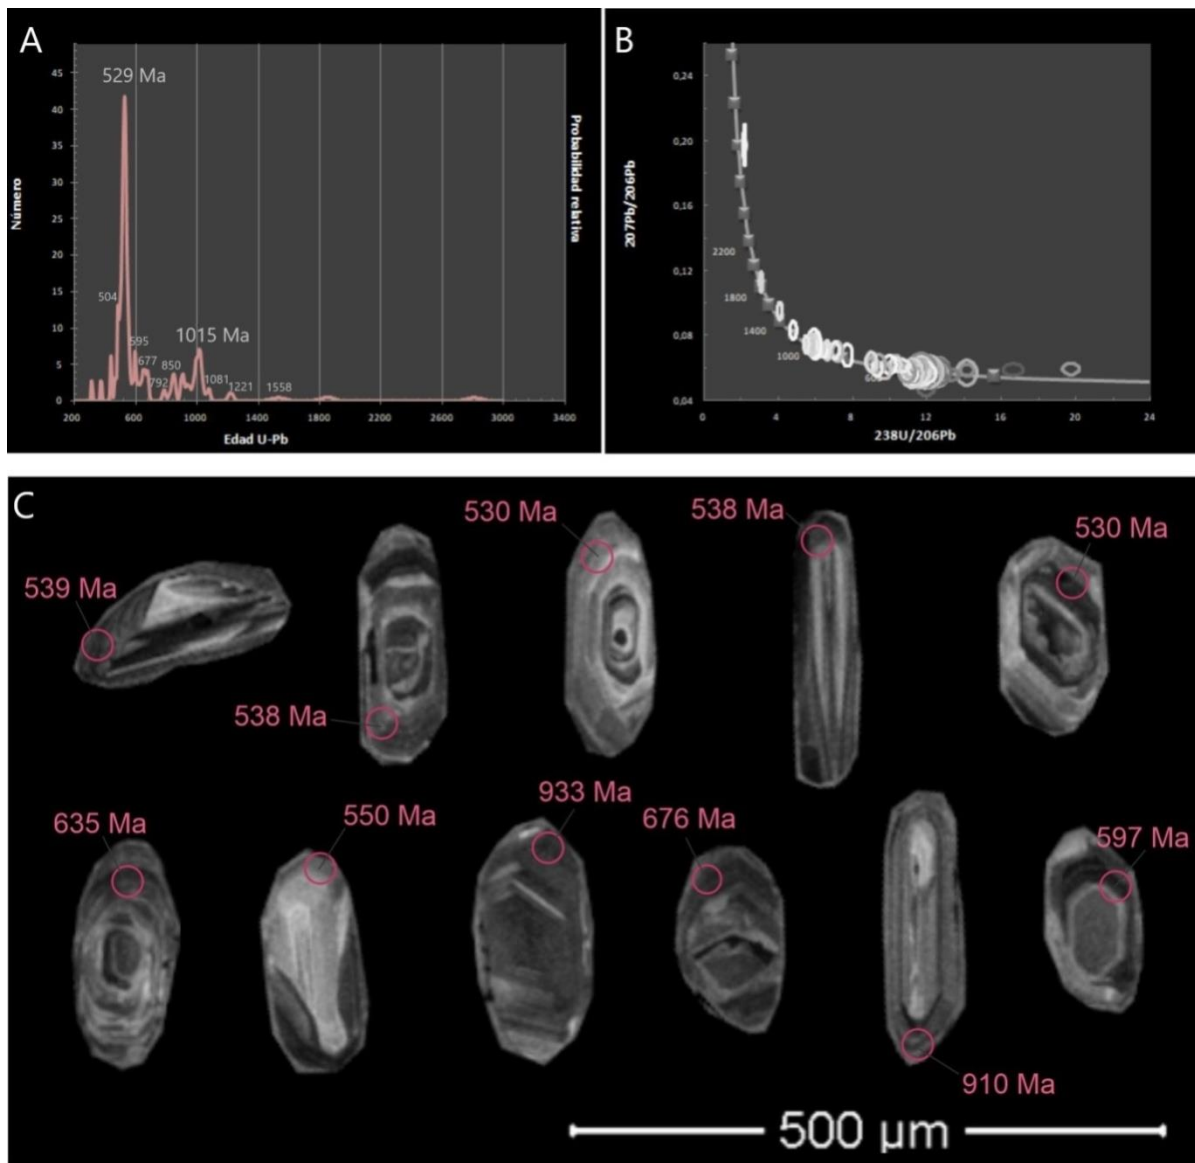 A
529 Ma
504
595
677
792
850
1015 Ma
1081
1221
1558
45
40
35
30
25
20
15
10
5
0
Número
Probabilidad relativa
200
600
1000
1400
1800
2200
2600
3000
3400
Edad U-Pb
B
0,24
0,20
0,16
0,12
0,08
0,04
207Pb/206Pb
2200
1800
1400
1000
600
0
4
8
12
16
20
24
238U/206Pb
C
539 Ma
538 Ma
530 Ma
538 Ma
530 Ma
635 Ma
550 Ma
933 Ma
676 Ma
910 Ma
597 Ma
500 µm